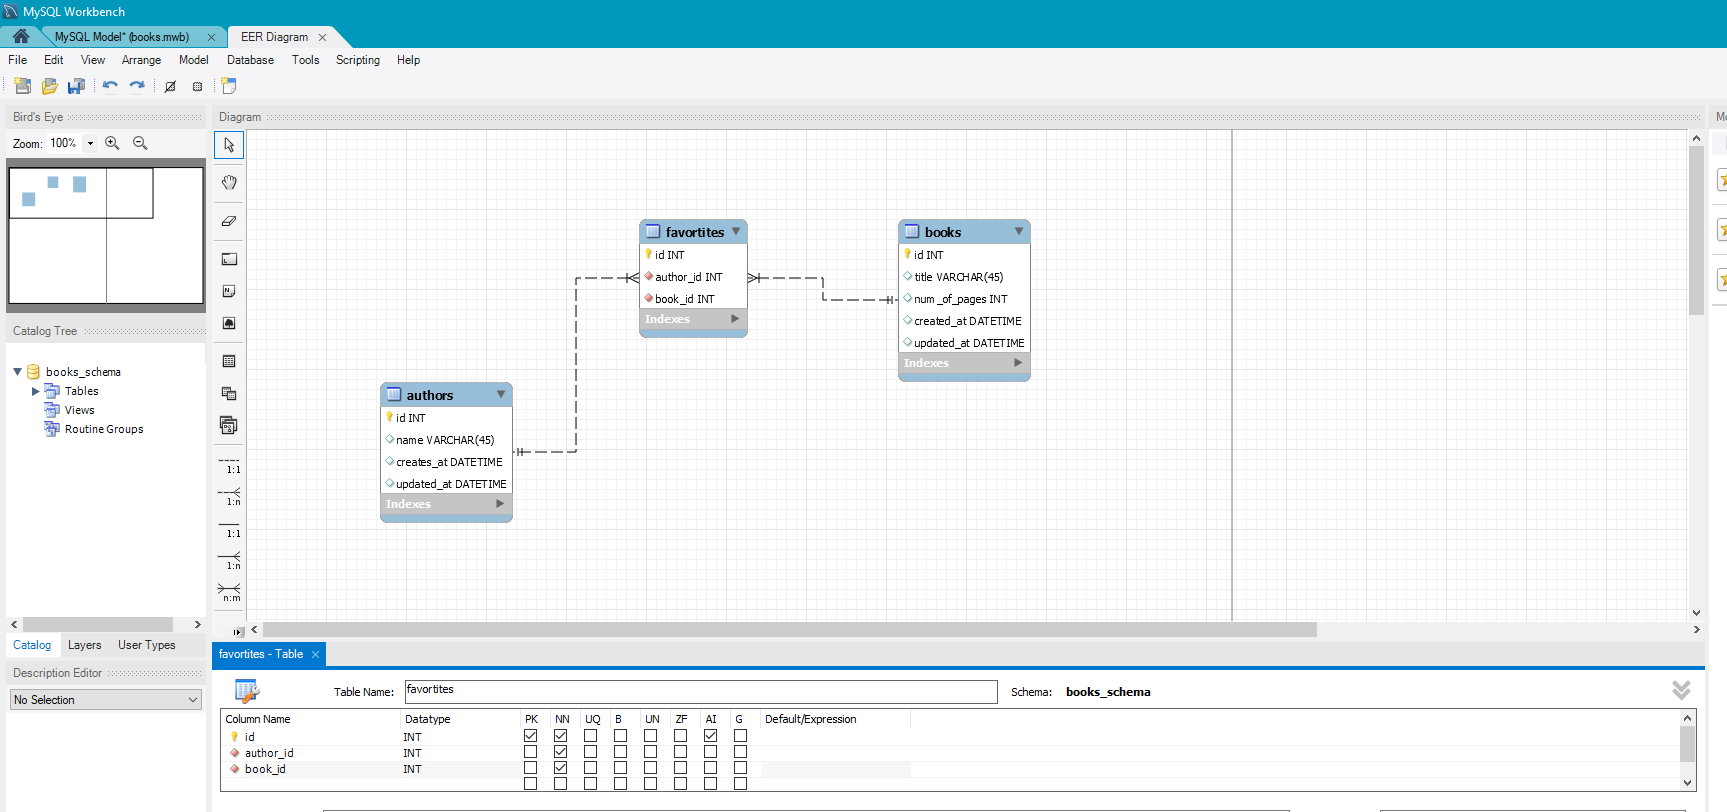 MySQL Workbench
MySQL Model* (books.mwb)
EER Diagram
File Edit View Arrange Model Database Tools Scripting Help
Bird's Eye
Zoom: 100%
Diagram
favortites
id INT
author_id INT
book_id INT
Indexes
books
id INT
title VARCHAR(45)
num _of_pages INT
created_at DATETIME
updated_at DATETIME
Indexes
authors
id INT
name VARCHAR(45)
creates_at DATETIME
updated_at DATETIME
Indexes
1:1
1:n
1:1
1:n
n:m
Catalog Tree
books_schema
Tables
Views
Routine Groups
Catalog Layers User Types
Description Editor
No Selection
favortites - Table
Table Name: favortites Schema: books_schema
Column Name Datatype PK NN UQ B UN ZF AI G Default/Expression
id INT
author_id INT
book_id INT